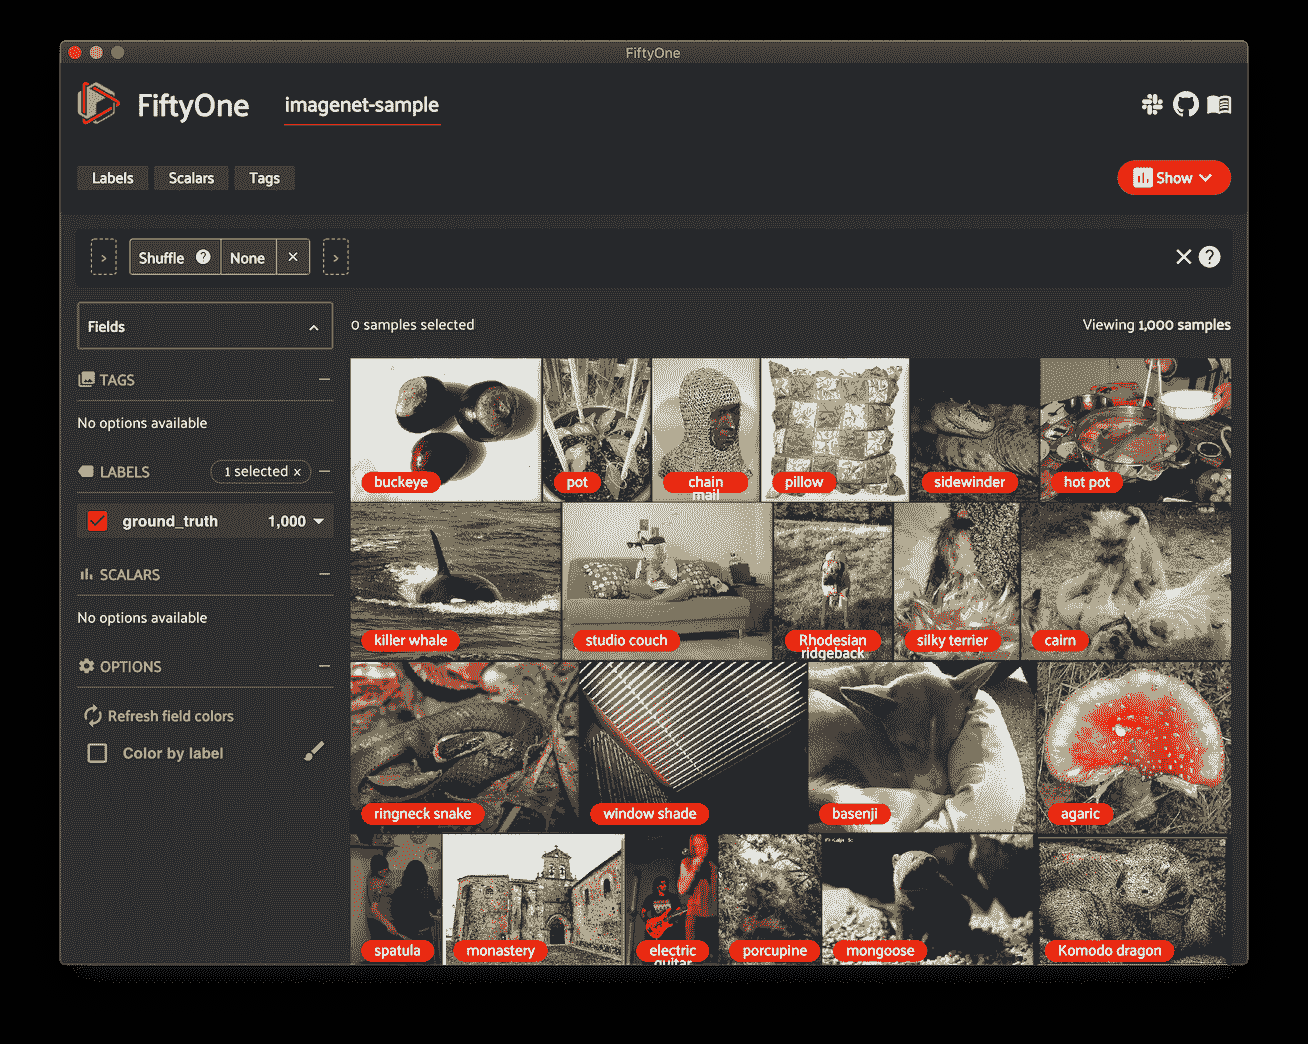 FiftyOne
FiftyOne
imagenet-sample
Labels
Scalars
Tags
Show
Shuffle
None
Fields
0 samples selected
Viewing 1,000 samples
TAGS
No options available
LABELS
1 selected x
ground_truth
1,000
SCALARS
No options available
OPTIONS
Refresh field colors
Color by label
buckeye
pot
chain
mail
pillow
sidewinder
hot pot
killer whale
studio couch
Rhodesian
ridgeback
silky terrier
cairn
ringneck snake
window shade
basenji
agaric
spatula
monastery
electric
guitar
porcupine
mongoose
Komodo dragon